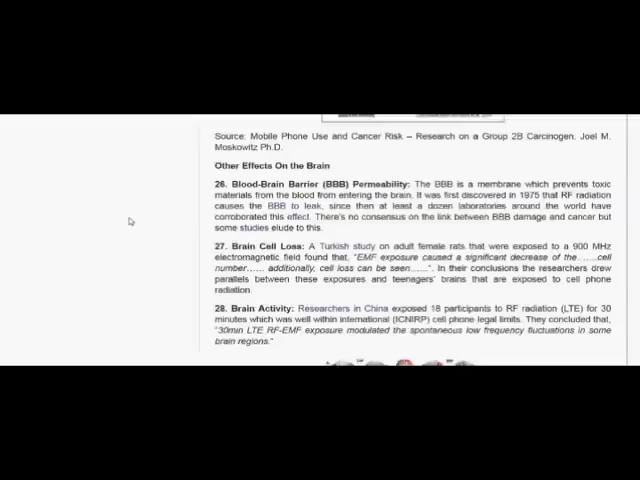 Source: Mobile Phone Use and Cancer Risk – Research on a Group 2B Carcinogen, Joel M.
Moskowitz Ph.D.
Other Effects On the Brain
26. Blood-Brain Barrier (BBB) Permeability: The BBB is a membrane which prevents toxic
materials from the blood from entering the brain. It was first discovered in 1975 that RF radiation
causes the BBB to leak, since then at least a dozen laboratories around the world have
corroborated this effect. There's no consensus on the link between BBB damage and cancer but
some studies elude to this.
27. Brain Cell Loss: A Turkish study on adult female rats that were exposed to a 900 MHz
electromagnetic field found that, "EMF exposure caused a significant decrease of the.......cell
number...... additionally, cell loss can be seen......". In their conclusions the researchers drew
parallels between these exposures and teenagers' brains that are exposed to cell phone
radiation.
28. Brain Activity: Researchers in China exposed 18 participants to RF radiation (LTE) for 30
minutes which was well within international (ICNIRP) cell phone legal limits. They concluded that,
"30min LTE RF-EMF exposure modulated the spontaneous low frequency fluctuations in some
brain regions."